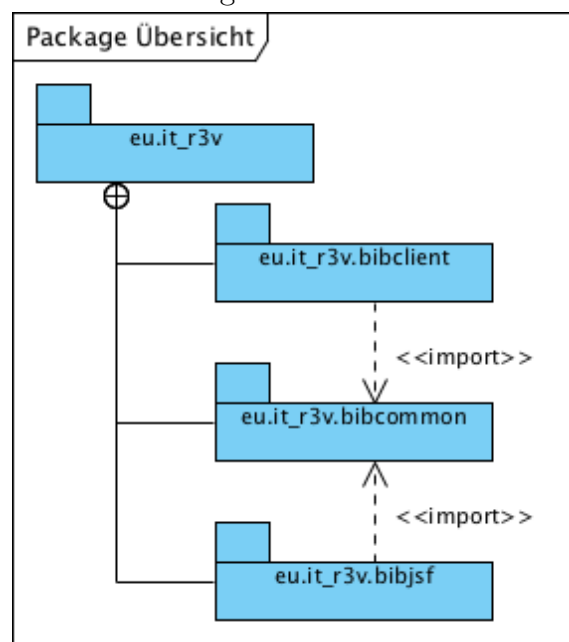 Package Übersicht
eu.it_r3v
eu.it_r3v.bibclient
<<import>>
eu.it_r3v.bibcommon
<<import>>
eu.it_r3v.bibjsf